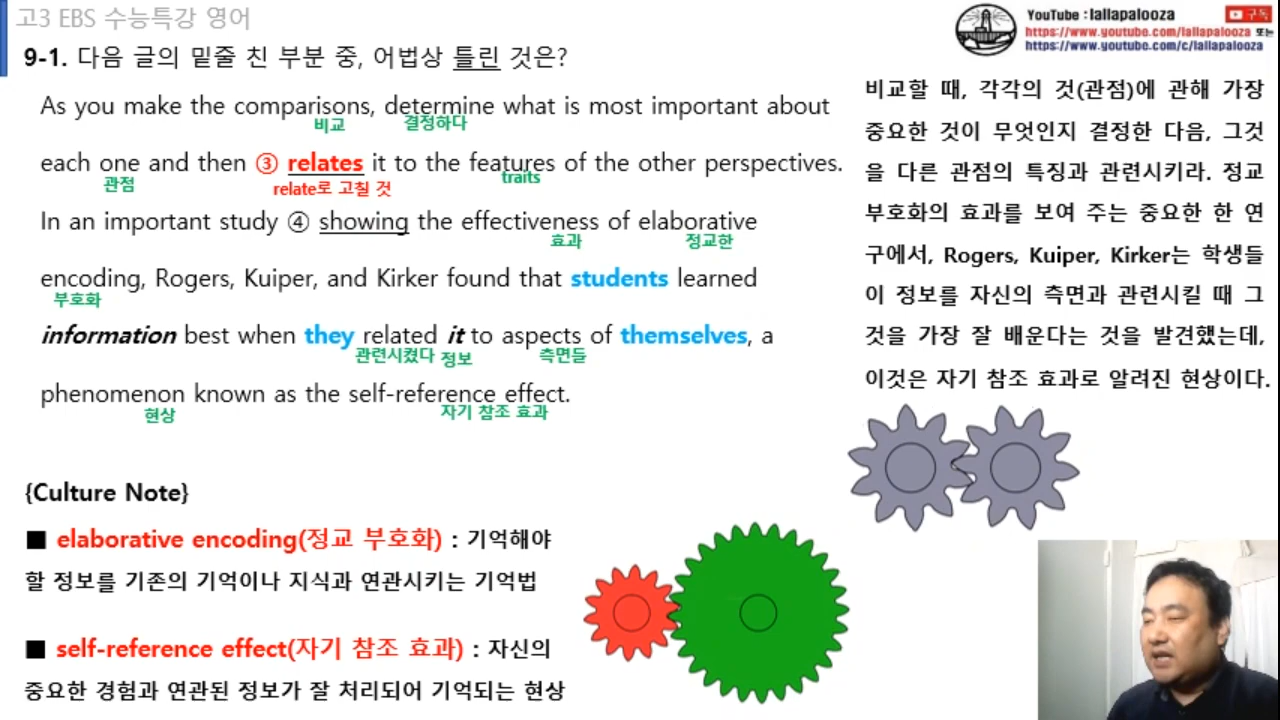 고3 EBS 수능특강 영어
YouTube : lallapalooza
구독
https://www.youtube.com/lallapalooza 또는
https://www.youtube.com/c/lallapalooza
9-1. 다음 글의 밑줄 친 부분 중, 어법상 틀린 것은?
As you make the comparisons, determine what is most important about
비교
결정하다
each one and then ③ relates it to the features of the other perspectives.
관점
relate로 고칠 것
traits
In an important study ④ showing the effectiveness of elaborative
효과
정교한
encoding, Rogers, Kuiper, and Kirker found that students learned
부호화
information best when they related it to aspects of themselves, a
관련시켰다
정보
측면들
phenomenon known as the self-reference effect.
현상
자기 참조 효과
비교할 때, 각각의 것(관점)에 관해 가장
중요한 것이 무엇인지 결정한 다음, 그것
을 다른 관점의 특징과 관련시키라. 정교
부호화의 효과를 보여 주는 중요한 한 연
구에서, Rogers, Kuiper, Kirker는 학생들
이 정보를 자신의 측면과 관련시킬 때 그
것을 가장 잘 배운다는 것을 발견했는데,
이것은 자기 참조 효과로 알려진 현상이다.
{Culture Note}
■ elaborative encoding(정교 부호화) : 기억해야
할 정보를 기존의 기억이나 지식과 연관시키는 기억법
■ self-reference effect(자기 참조 효과) : 자신의
중요한 경험과 연관된 정보가 잘 처리되어 기억되는 현상